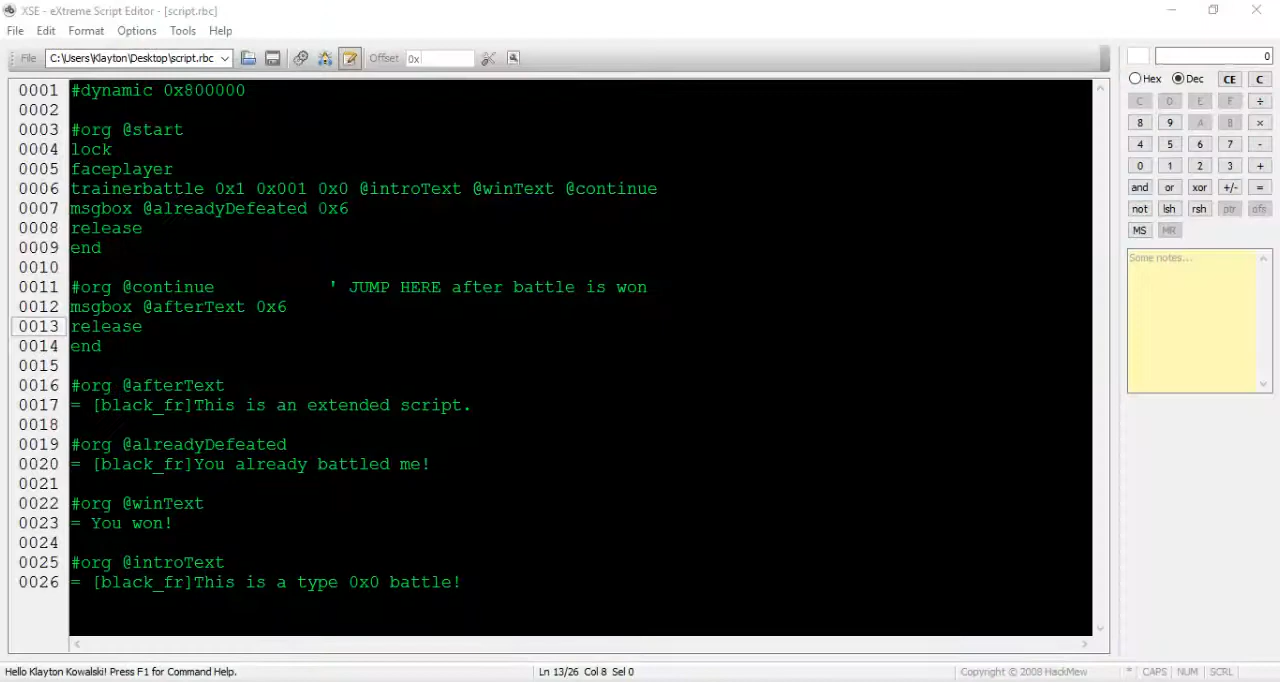 XSE - eXtreme Script Editor - [script.rbc]
File Edit Format Options Tools Help
File C:\Users\Klayton\Desktop\script.rbc Offset 0x 0
Hex Dec CE C
C D E F ÷
8 9 A B ×
4 5 6 7 -
0 1 2 3 +
and or xor +/- =
not lsh rsh ptr ofs
MS MR
Some notes...
0001 #dynamic 0x800000
0002
0003 #org @start
0004 lock
0005 faceplayer
0006 trainerbattle 0x1 0x001 0x0 @introText @winText @continue
0007 msgbox @alreadyDefeated 0x6
0008 release
0009 end
0010
0011 #org @continue ' JUMP HERE after battle is won
0012 msgbox @afterText 0x6
0013 release
0014 end
0015
0016 #org @afterText
0017 = [black_fr]This is an extended script.
0018
0019 #org @alreadyDefeated
0020 = [black_fr]You already battled me!
0021
0022 #org @winText
0023 = You won!
0024
0025 #org @introText
0026 = [black_fr]This is a type 0x0 battle!
Hello Klayton Kowalski! Press F1 for Command Help. Ln 13/26 Col 8 Sel 0 Copyright © 2008 HackMew * CAPS NUM SCRL